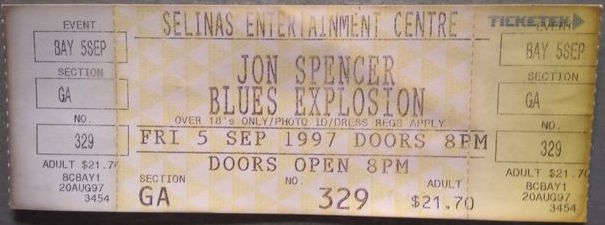 EVENT
BAY 5SEP
SECTION
GA
NO.
329
ADULT $21.7
BCBAY1
20AUG97
3454
SELINAS ENTERTAINMENT CENTRE
JON SPENCER
BLUES EXPLOSION
OVER 18's ONLY/PHOTO ID/DRESS REGS APPLY
FRI 5 SEP 1997 DOORS 8PM
DOORS OPEN 8PM
SECTION
GA
NO.
329
ADULT
$21.70
TICKETEK
EVENT
BAY 5SEP
SECTION
GA
NO.
329
ADULT $21.70
BCBAY1
20AUG97
3454